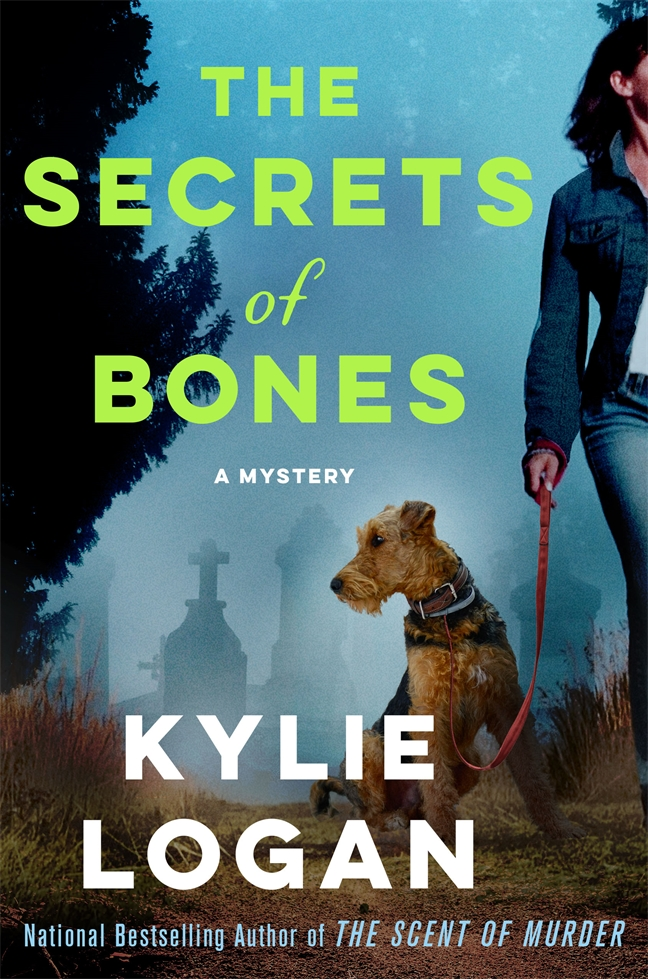 THE
SECRETS
of
BONES
A MYSTERY
KYLIE
LOGAN
National Bestselling Author of THE SCENT OF MURDER